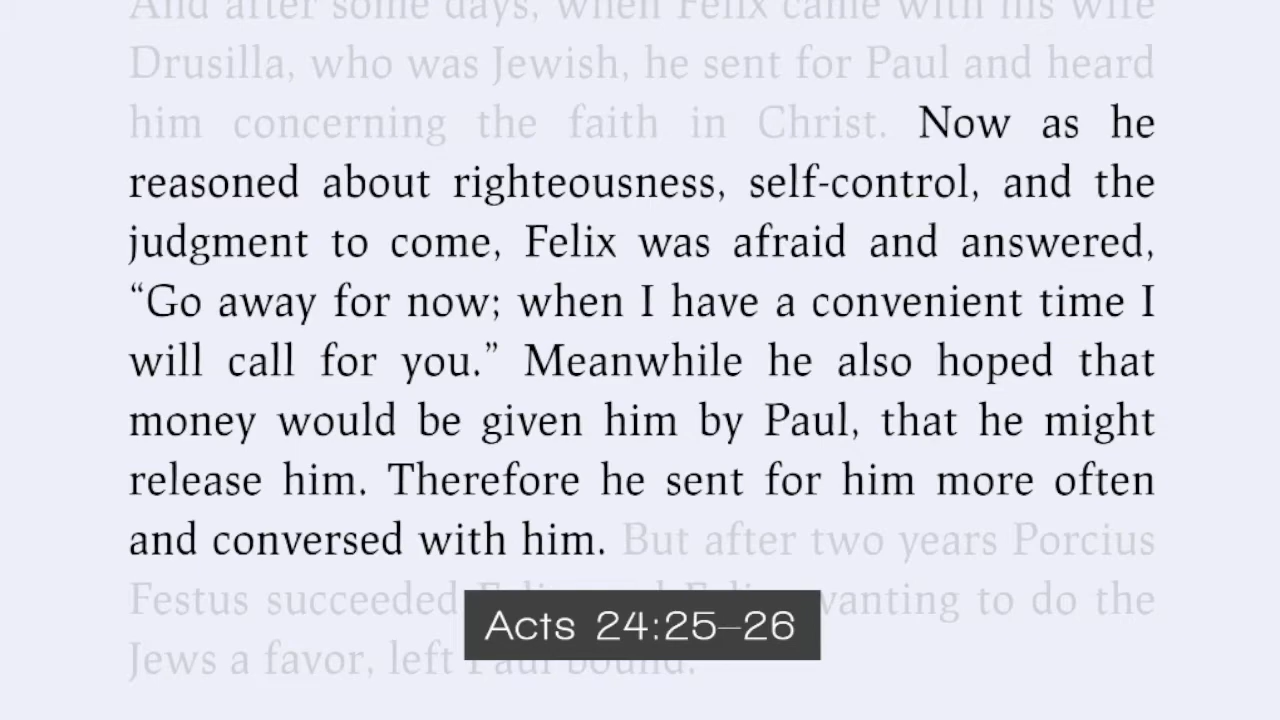 And after some days, when Felix came with his wife
Drusilla, who was Jewish, he sent for Paul and heard
him concerning the faith in Christ. Now as he
reasoned about righteousness, self-control, and the
judgment to come, Felix was afraid and answered,
“Go away for now; when I have a convenient time I
will call for you.” Meanwhile he also hoped that
money would be given him by Paul, that he might
release him. Therefore he sent for him more often
and conversed with him. But after two years Porcius
Festus succeeded Felix, and Felix, wanting to do the
Jews a favor, left Paul bound.
Acts 24:25–26